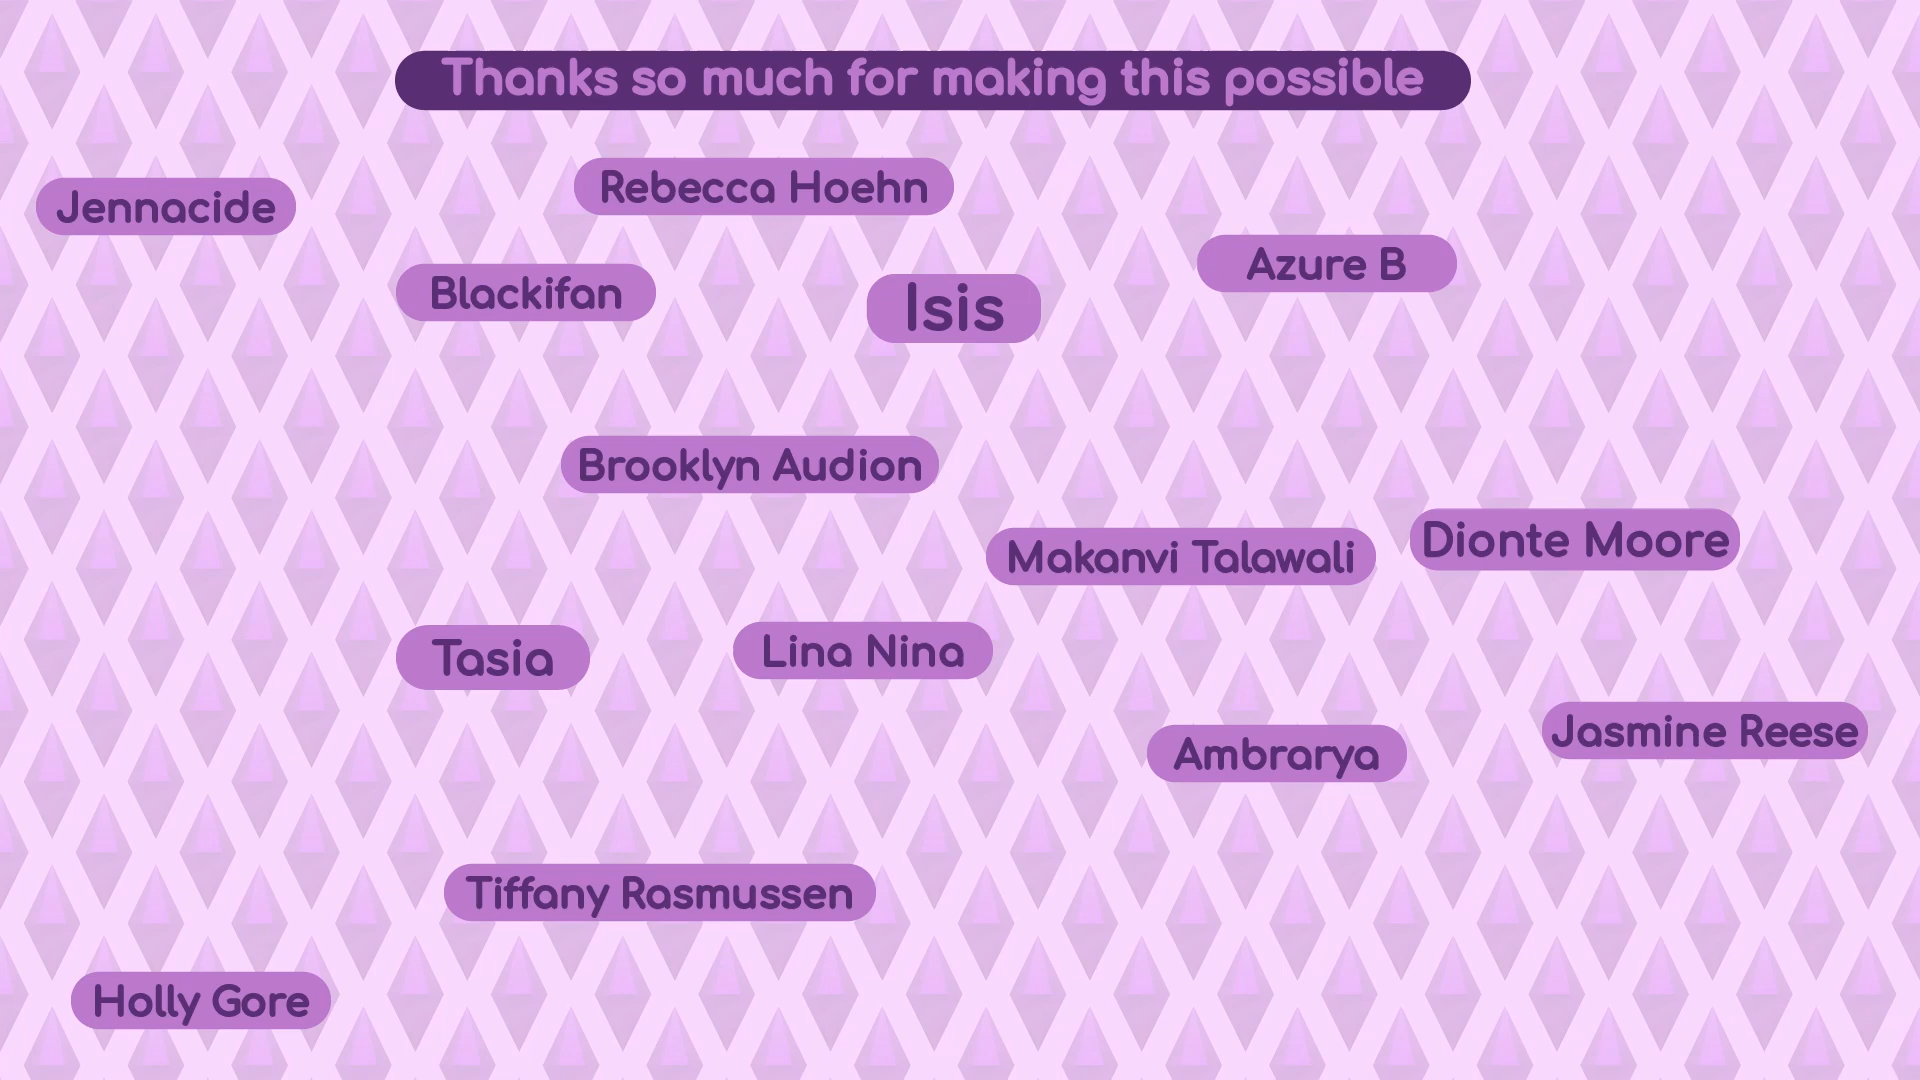 Thanks so much for making this possible
Rebecca Hoehn
Jennacide
Azure B
Blackifan
Isis
Brooklyn Audion
Dionte Moore
Makanvi Talawali
Lina Nina
Tasia
Jasmine Reese
Ambrarya
Tiffany Rasmussen
Holly Gore